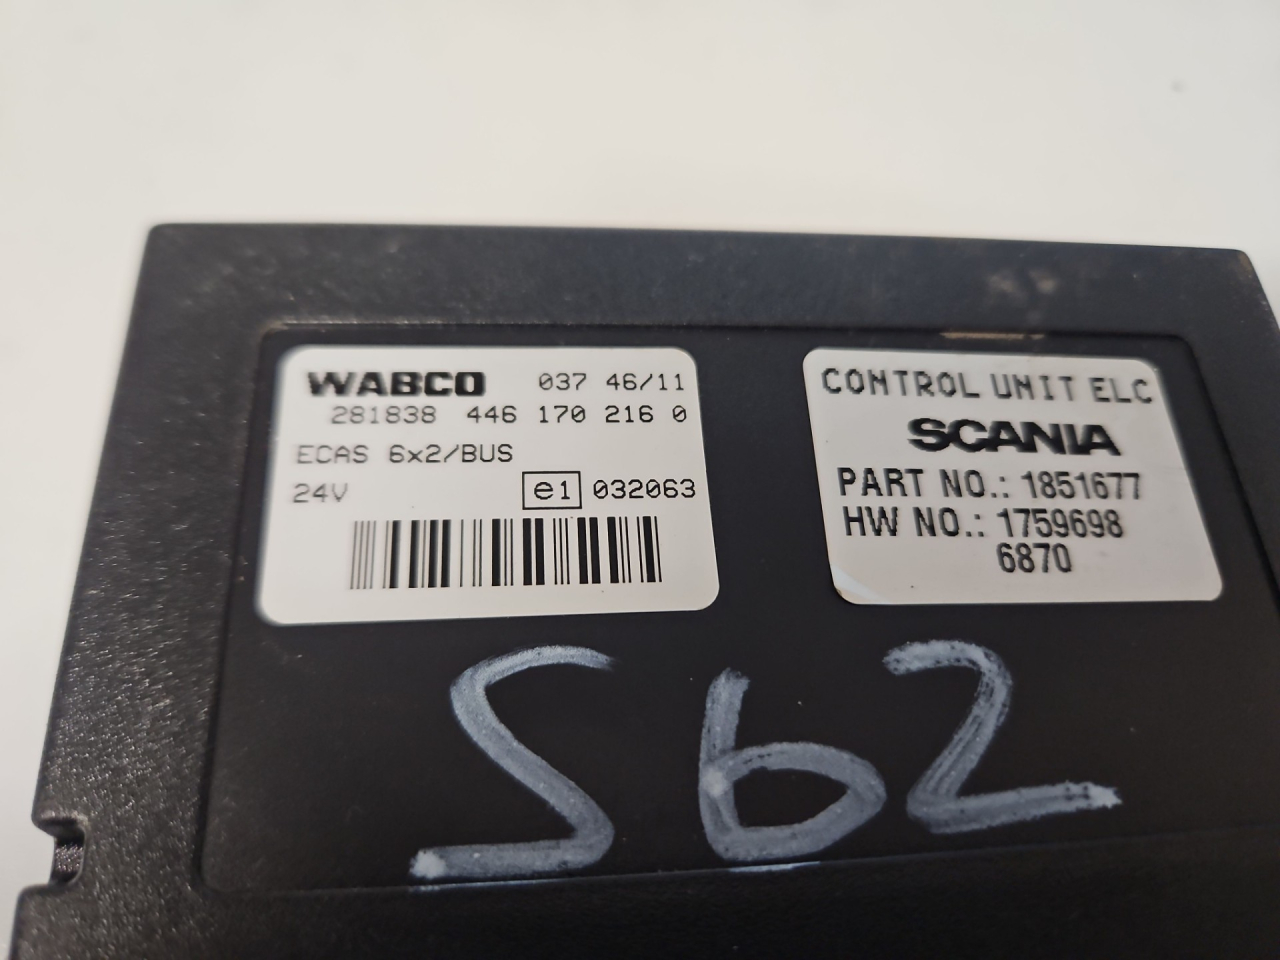 WABCO 037 46/11
281838 446 170 216 0
ECAS 6x2/BUS
24V e1 032063
CONTROL UNIT ELC
SCANIA
PART NO.: 1851677
HW NO.: 1759698
6870
S62